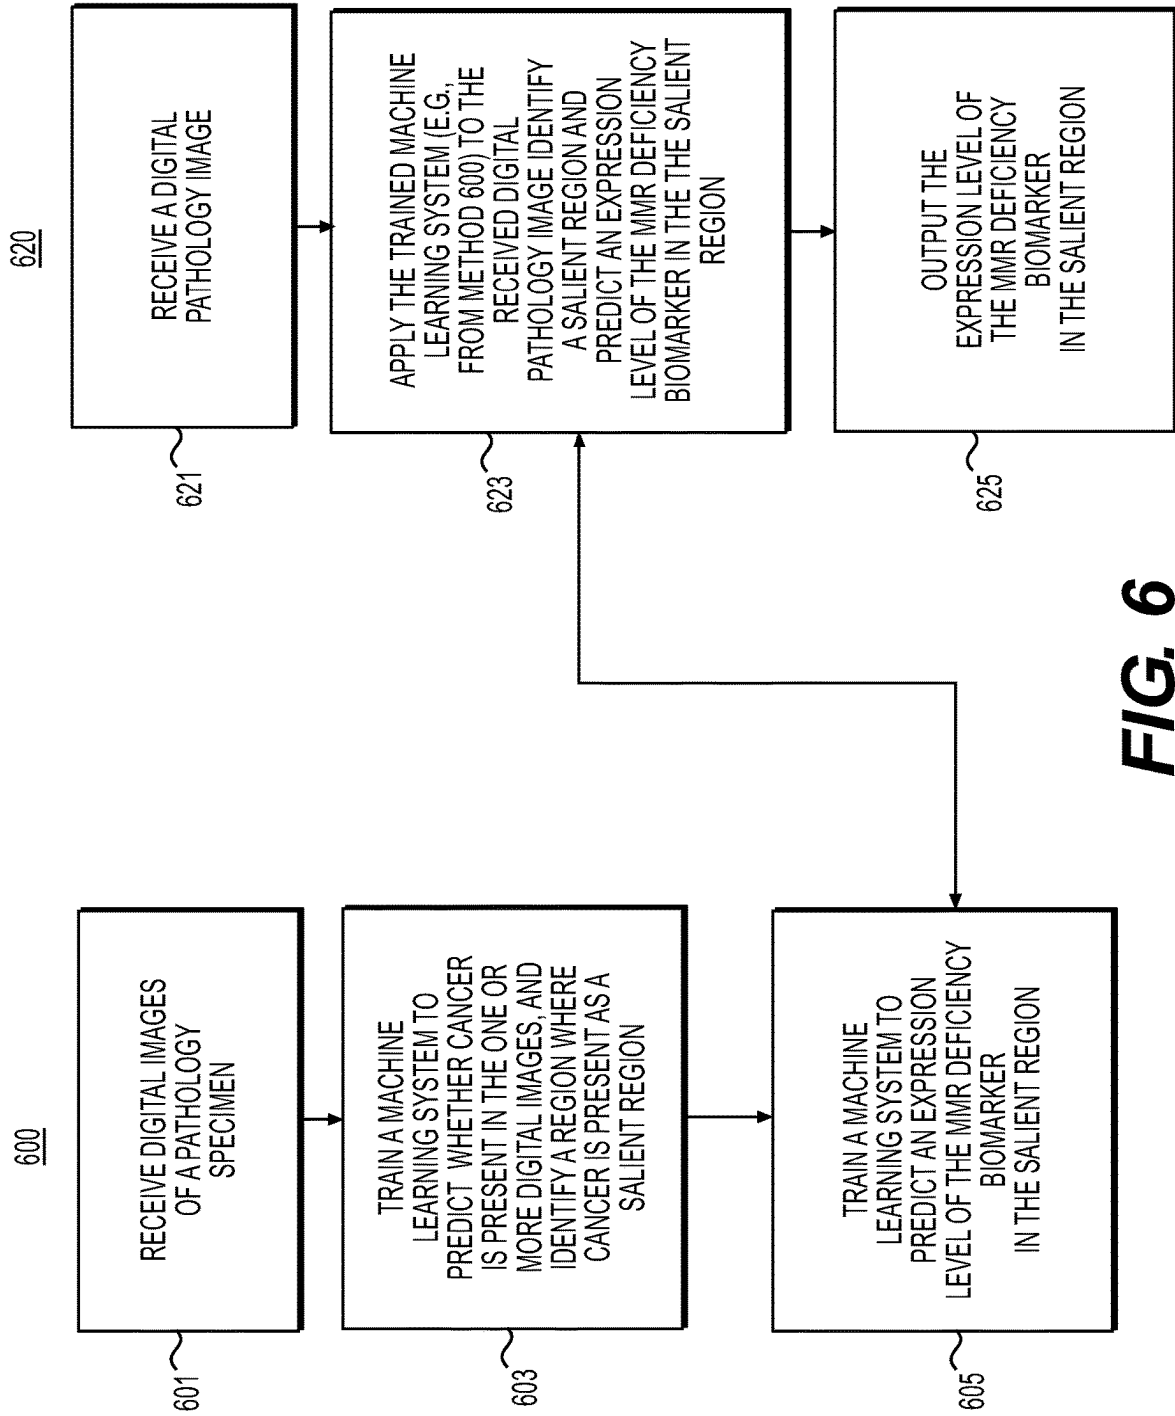 600
601
RECEIVE DIGITAL IMAGES
OF A PATHOLOGY
SPECIMEN
603
TRAIN A MACHINE
LEARNING SYSTEM TO
PREDICT WHETHER CANCER
IS PRESENT IN THE ONE OR
MORE DIGITAL IMAGES, AND
IDENTIFY A REGION WHERE
CANCER IS PRESENT AS A
SALIENT REGION
605
TRAIN A MACHINE
LEARNING SYSTEM TO
PREDICT AN EXPRESSION
LEVEL OF THE MMR DEFICIENCY
BIOMARKER
IN THE SALIENT REGION
620
621
RECEIVE A DIGITAL
PATHOLOGY IMAGE
623
APPLY THE TRAINED MACHINE
LEARNING SYSTEM (E.G.,
FROM METHOD 600) TO THE
RECEIVED DIGITAL
PATHOLOGY IMAGE IDENTIFY
A SALIENT REGION AND
PREDICT AN EXPRESSION
LEVEL OF THE MMR DEFICIENCY
BIOMARKER IN THE THE SALIENT
REGION
625
OUTPUT THE
EXPRESSION LEVEL OF
THE MMR DEFICIENCY
BIOMARKER
IN THE SALIENT REGION
FIG. 6